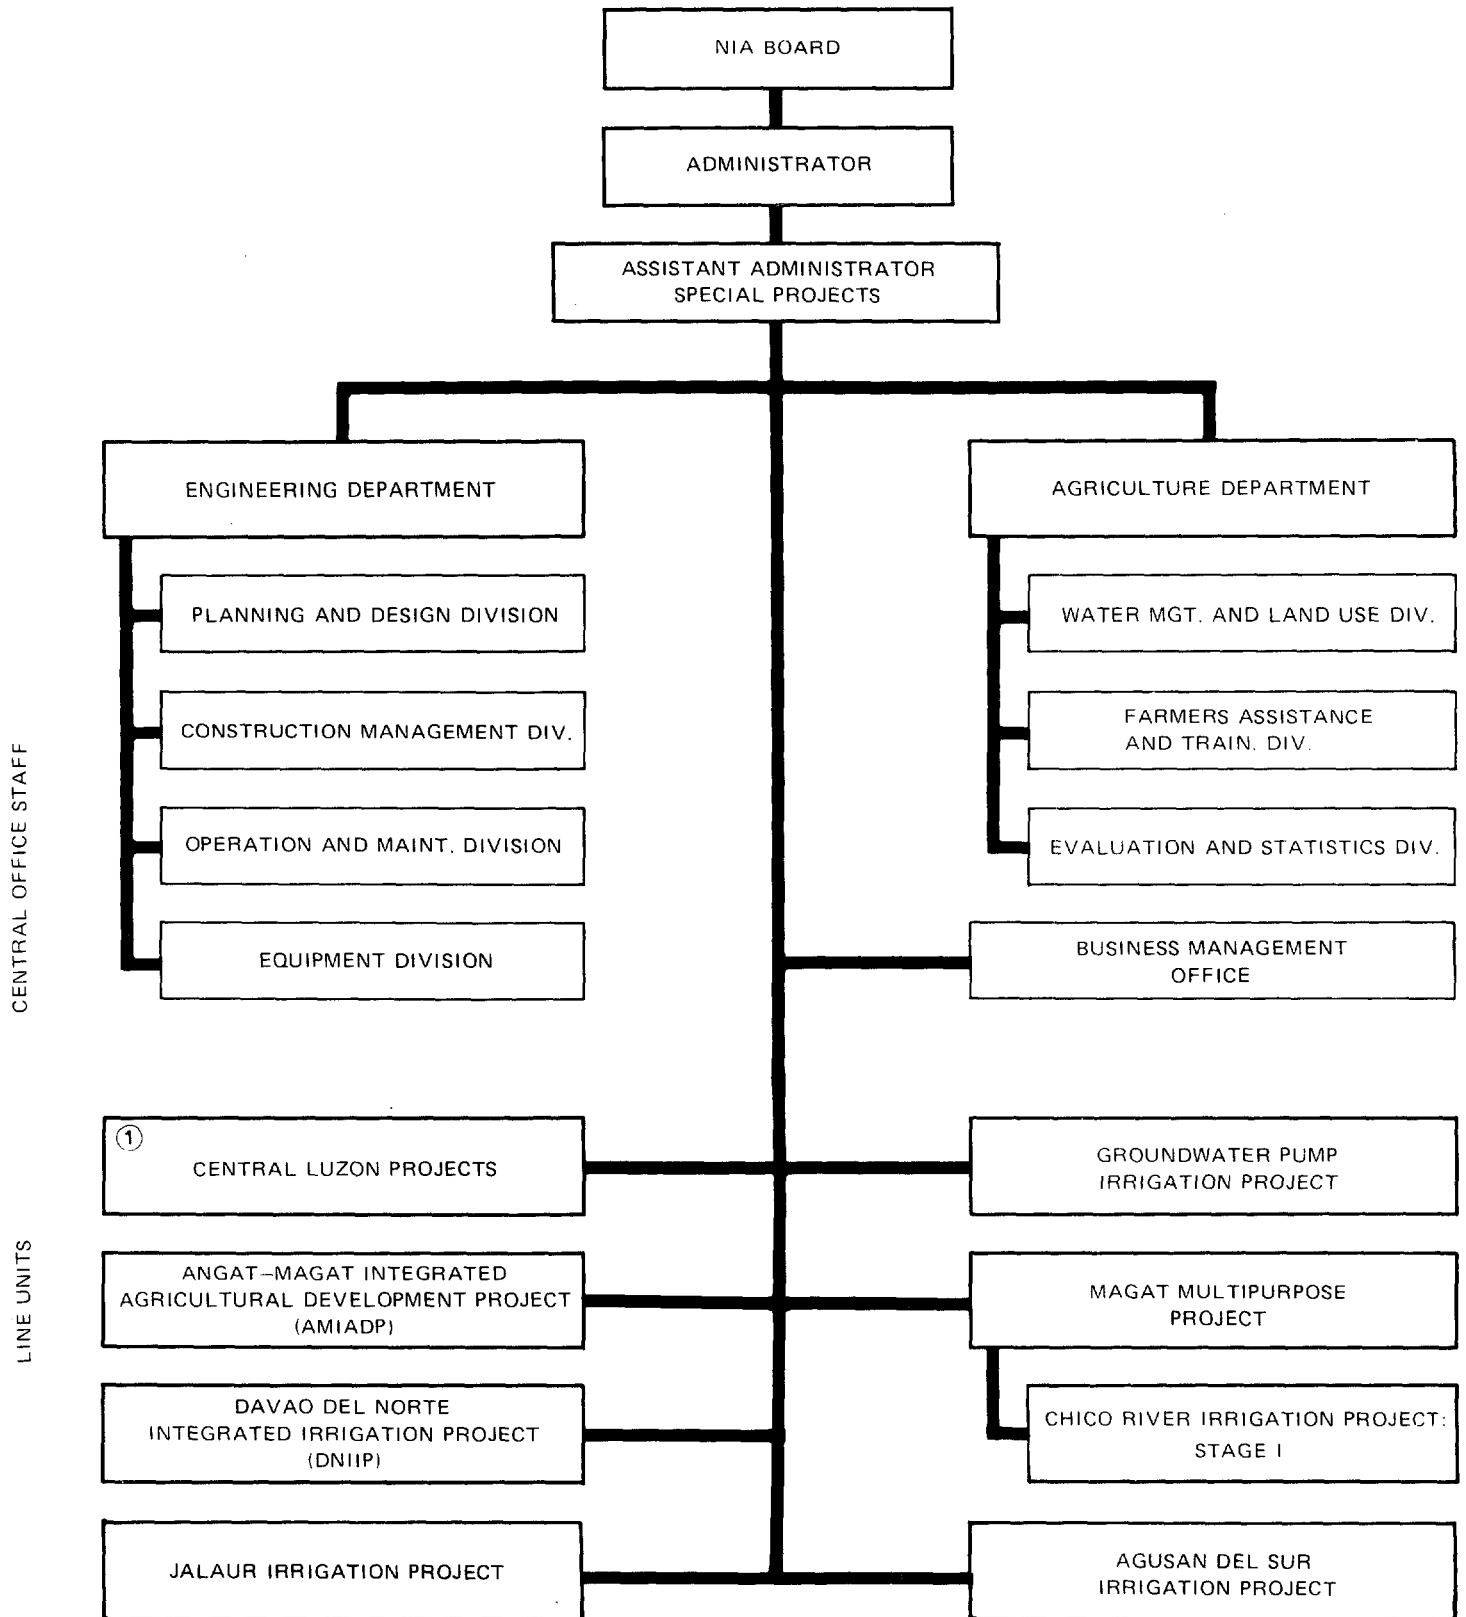 NIA BOARD
ADMINISTRATOR
ASSISTANT ADMINISTRATOR
SPECIAL PROJECTS
ENGINEERING DEPARTMENT
PLANNING AND DESIGN DIVISION
CONSTRUCTION MANAGEMENT DIV.
OPERATION AND MAINT. DIVISION
EQUIPMENT DIVISION
AGRICULTURE DEPARTMENT
WATER MGT. AND LAND USE DIV.
FARMERS ASSISTANCE
AND TRAIN. DIV.
EVALUATION AND STATISTICS DIV.
BUSINESS MANAGEMENT
OFFICE
CENTRAL OFFICE STAFF
1
CENTRAL LUZON PROJECTS
ANGAT–MAGAT INTEGRATED
AGRICULTURAL DEVELOPMENT PROJECT
(AMIADP)
DAVAO DEL NORTE
INTEGRATED IRRIGATION PROJECT
(DNIIP)
JALAUR IRRIGATION PROJECT
GROUNDWATER PUMP
IRRIGATION PROJECT
MAGAT MULTIPURPOSE
PROJECT
CHICO RIVER IRRIGATION PROJECT:
STAGE I
AGUSAN DEL SUR
IRRIGATION PROJECT
LINE UNITS